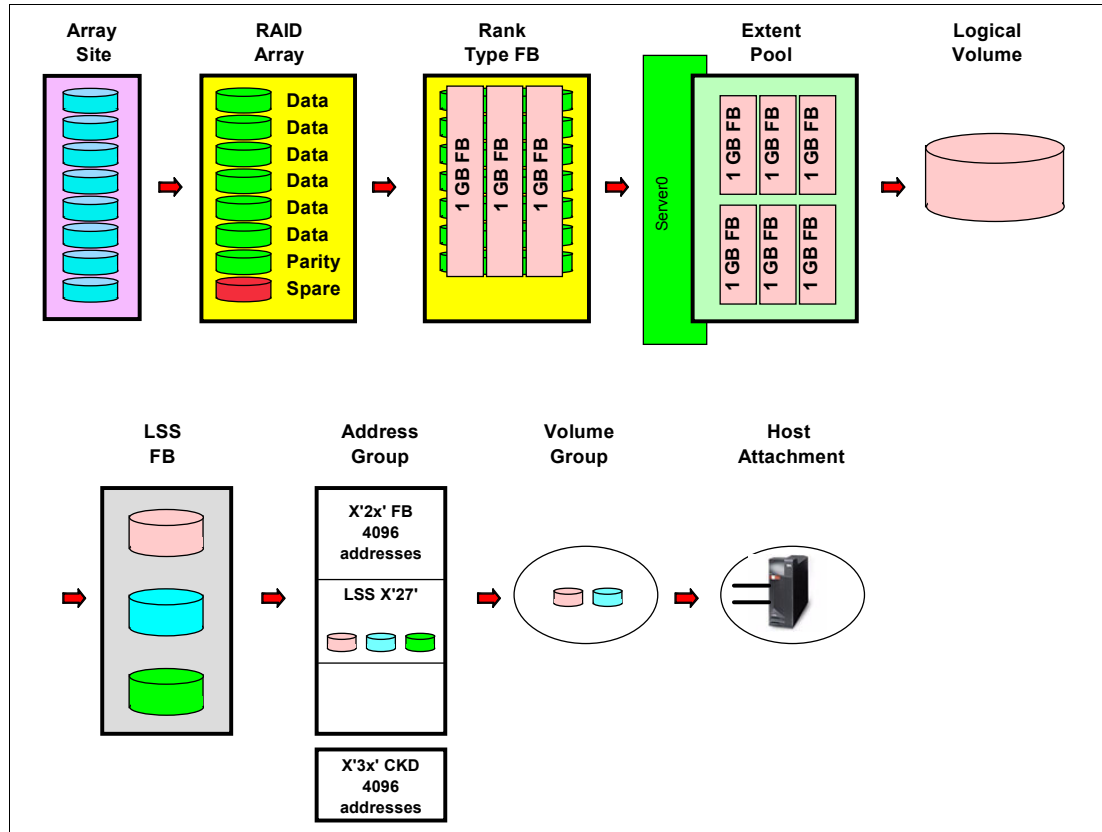 Array
Site
RAID
Array
Rank
Type FB
Extent
Pool
Logical
Volume
Data
Data
Data
Data
Data
Data
Parity
Spare
1 GB FB
1 GB FB
1 GB FB
Server0
1 GB FB
1 GB FB
1 GB FB
1 GB FB
1 GB FB
1 GB FB
LSS
FB
Address
Group
Volume
Group
Host
Attachment
X'2x' FB
4096
addresses
LSS X'27'
X'3x' CKD
4096
addresses